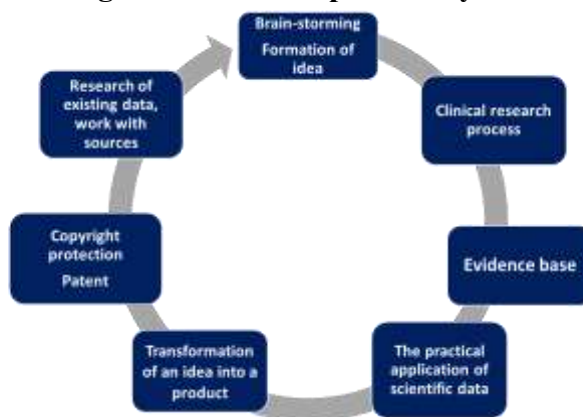 Brain-storming
Formation of
idea
Clinical research
process
Evidence base
The practical
application of
scientific data
Transformation
of an idea into a
product
Copyright
protection
Patent
Research of
existing data,
work with
sources